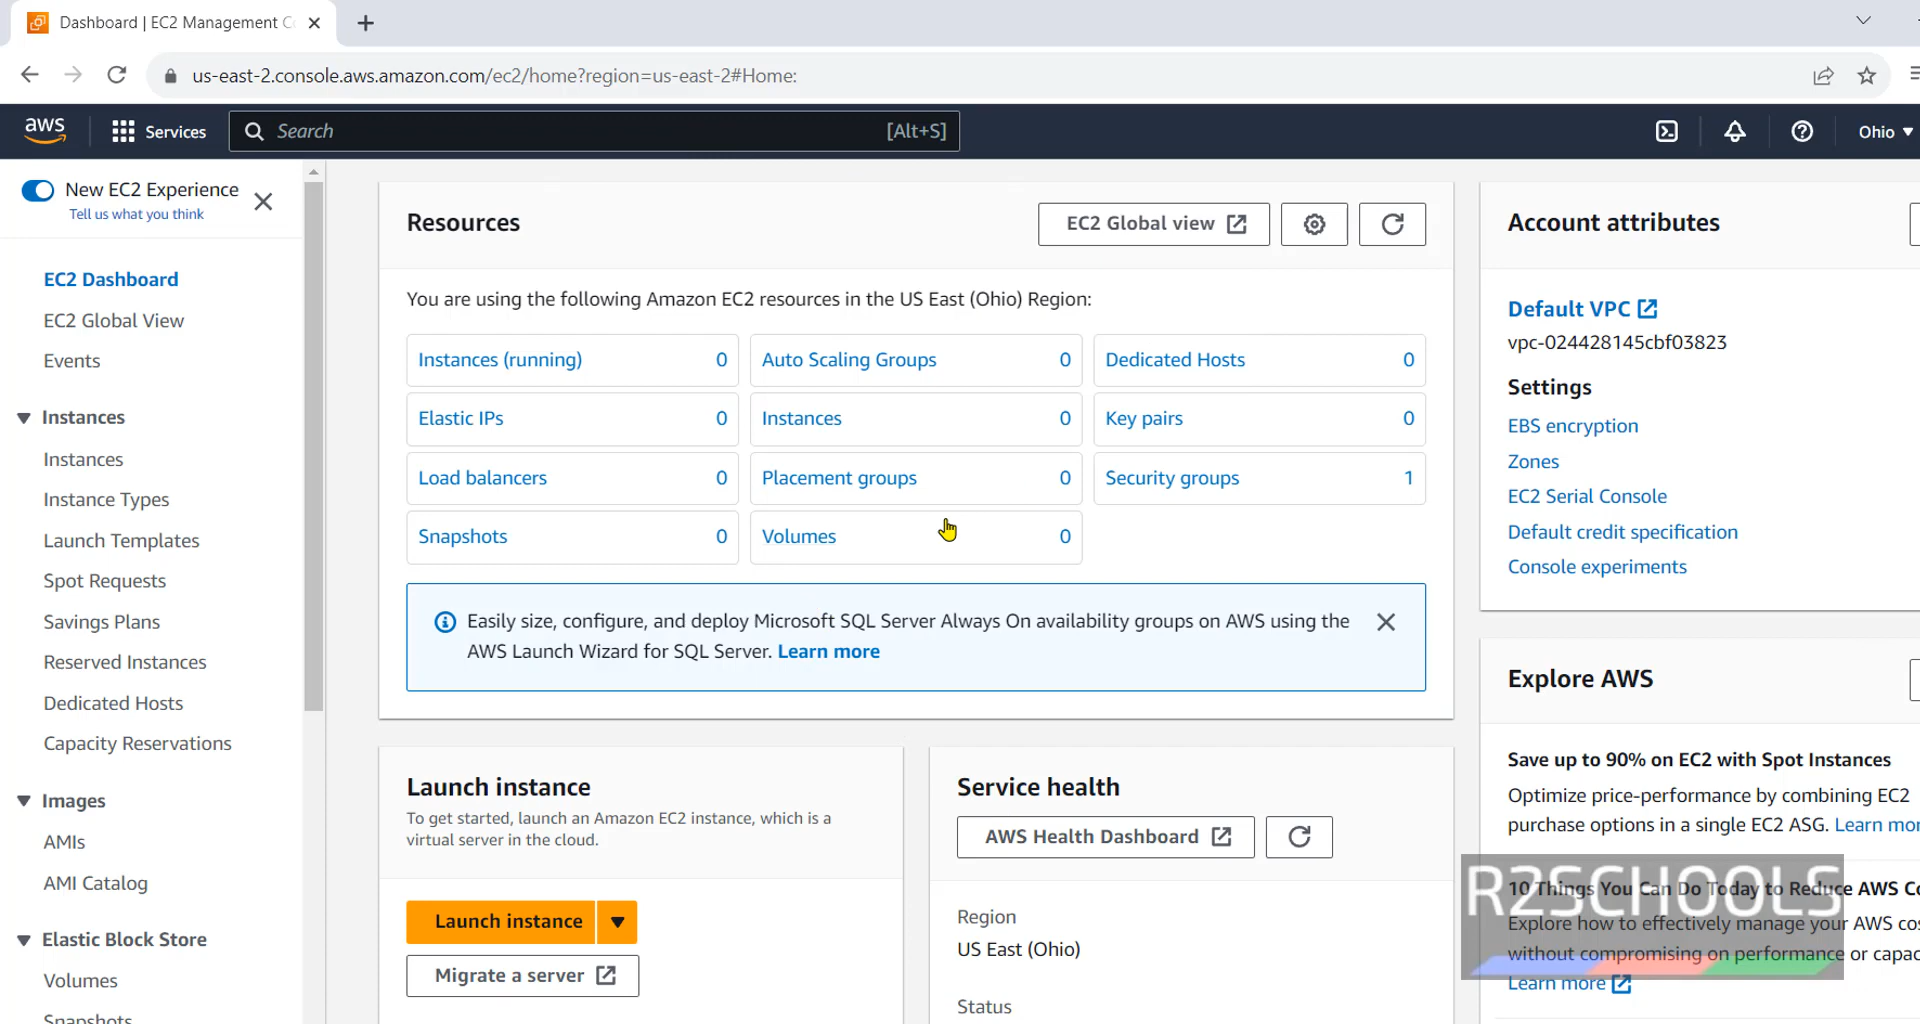 Dashboard | EC2 Management Co
us-east-2.console.aws.amazon.com/ec2/home?region=us-east-2#Home:
aws
Services
Search
[Alt+S]
Ohio
New EC2 Experience
Tell us what you think
EC2 Dashboard
EC2 Global View
Events
Instances
Instances
Instance Types
Launch Templates
Spot Requests
Savings Plans
Reserved Instances
Dedicated Hosts
Capacity Reservations
Images
AMIs
AMI Catalog
Elastic Block Store
Volumes
Snapshots
Resources
EC2 Global view
You are using the following Amazon EC2 resources in the US East (Ohio) Region:
Instances (running) 0
Auto Scaling Groups 0
Dedicated Hosts 0
Elastic IPs 0
Instances 0
Key pairs 0
Load balancers 0
Placement groups 0
Security groups 1
Snapshots 0
Volumes 0
Easily size, configure, and deploy Microsoft SQL Server Always On availability groups on AWS using the
AWS Launch Wizard for SQL Server. Learn more
Launch instance
To get started, launch an Amazon EC2 instance, which is a
virtual server in the cloud.
Launch instance
Migrate a server
Service health
AWS Health Dashboard
Region
US East (Ohio)
Status
Account attributes
Default VPC
vpc-024428145cbf03823
Settings
EBS encryption
Zones
EC2 Serial Console
Default credit specification
Console experiments
Explore AWS
Save up to 90% on EC2 with Spot Instances
Optimize price-performance by combining EC2
purchase options in a single EC2 ASG. Learn mor
10 Things You Can Do Today to Reduce AWS Co
Explore how to effectively manage your AWS cos
without compromising on performance or capac
Learn more
R2SCHOOLS